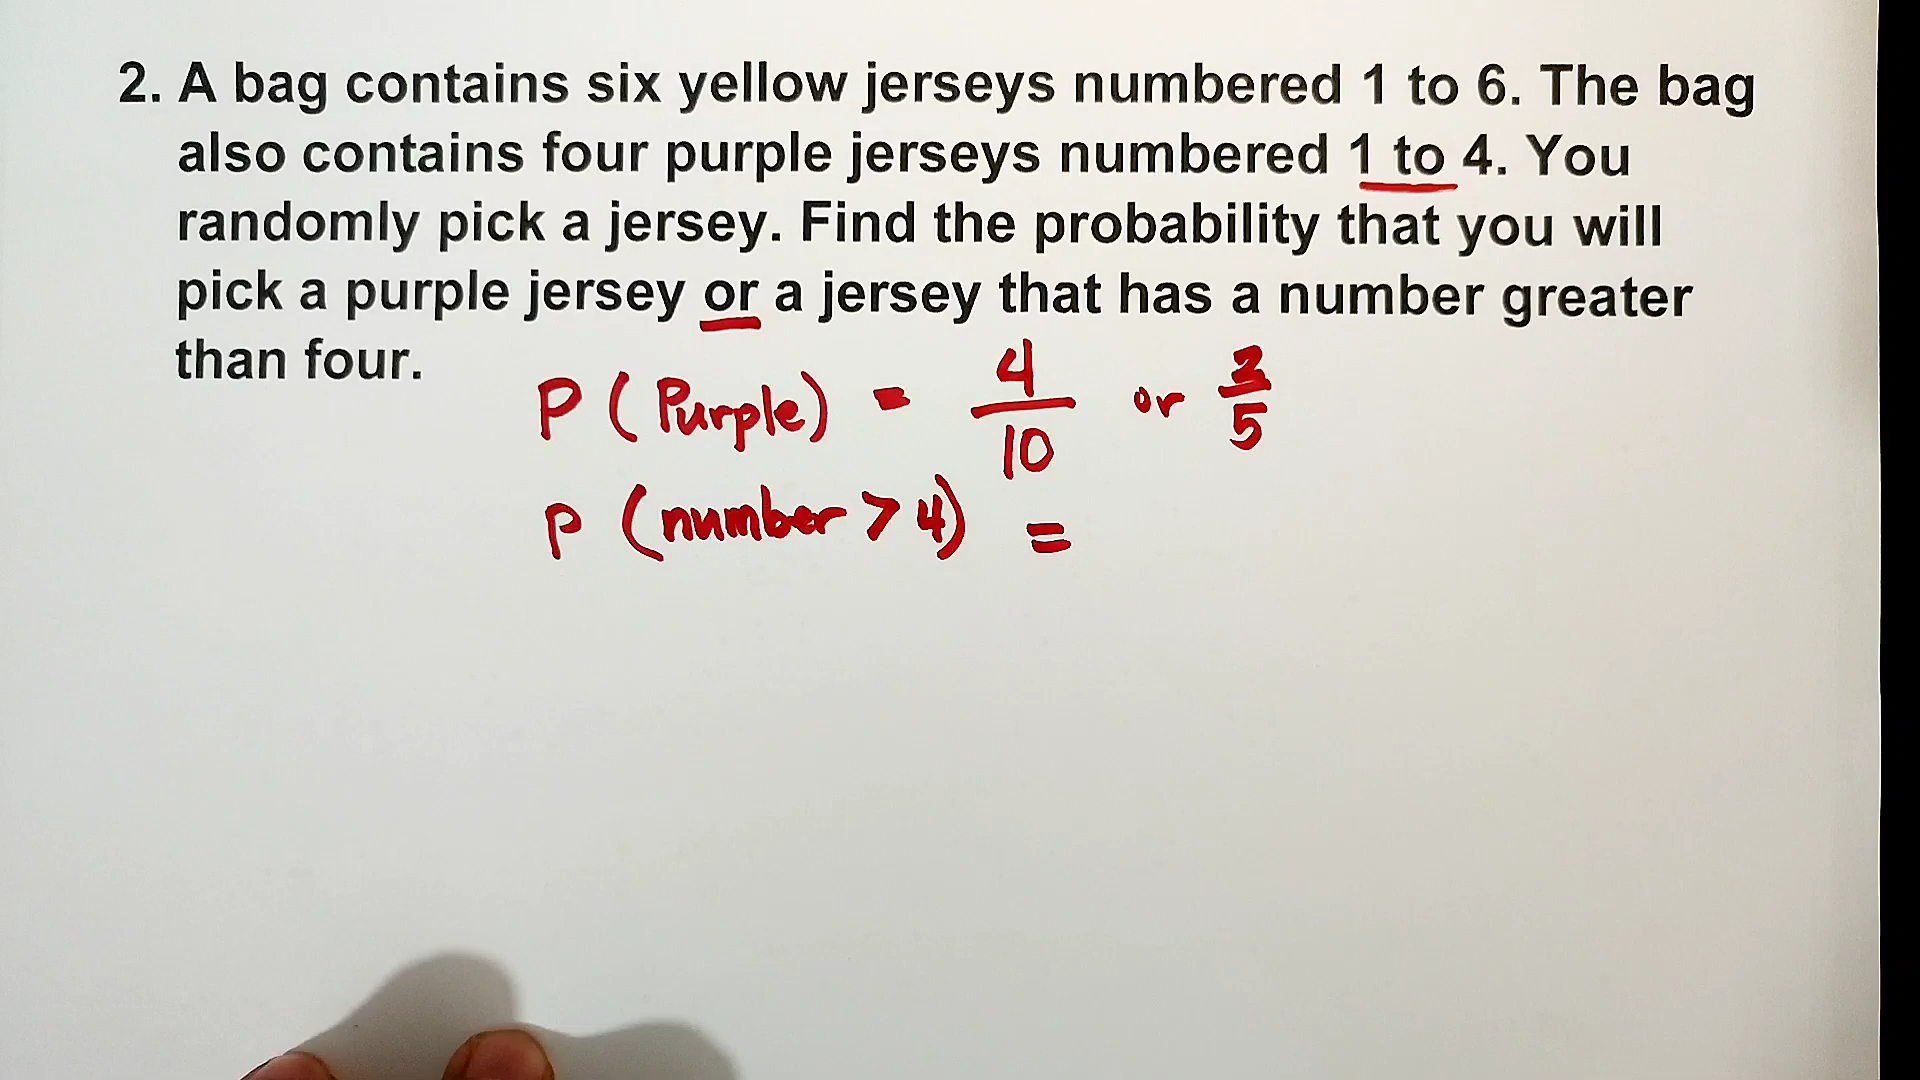 2. A bag contains six yellow jerseys numbered 1 to 6. The bag
also contains four purple jerseys numbered 1 to 4. You
randomly pick a jersey. Find the probability that you will
pick a purple jersey or a jersey that has a number greater
than four.
P (Purple) = 4/10 or 2/5
P (number > 4) =